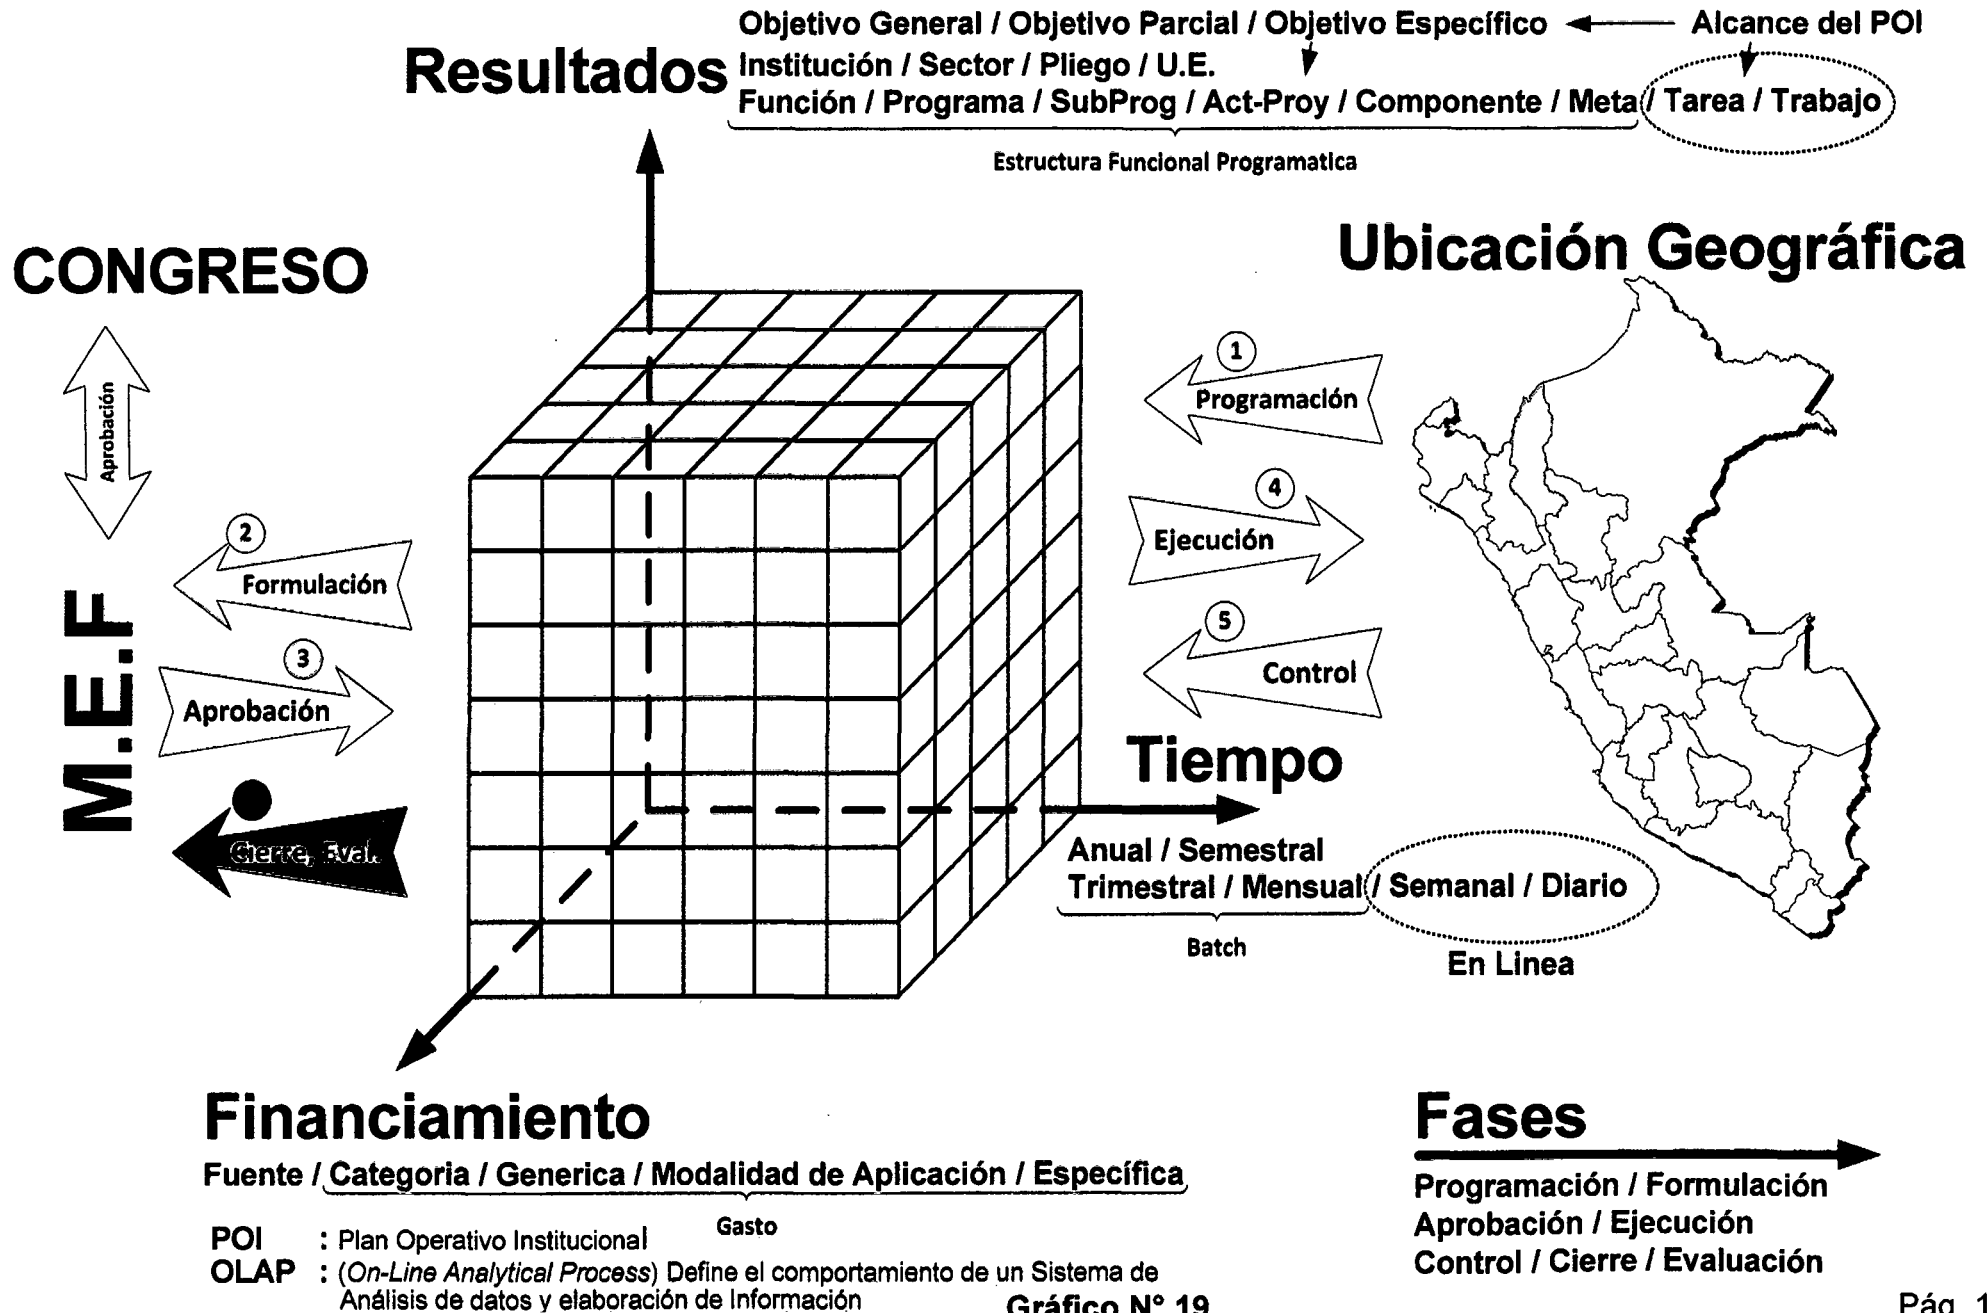 Objetivo General / Objetivo Parcial / Objetivo Específico
Alcance del POI
Resultados
Institución / Sector / Pliego / U.E.
Función / Programa / SubProg / Act-Proy / Componente / Meta / Tarea / Trabajo
Estructura Funcional Programatica
CONGRESO
Ubicación Geográfica
Aprobación
1
Programación
4
Ejecución
2
Formulación
M.E.F
3
Aprobación
5
Control
Tiempo
Cierre, Eval.
Anual / Semestral
Trimestral / Mensual / Semanal / Diario
Batch
En Linea
Financiamiento
Fuente / Categoria / Generica / Modalidad de Aplicación / Específica
Gasto
Fases
Programación / Formulación
Aprobación / Ejecución
Control / Cierre / Evaluación
POI : Plan Operativo Institucional
OLAP : (On-Line Analytical Process) Define el comportamiento de un Sistema de
Análisis de datos y elaboración de Información
Gráfico N° 19
Pág. 1